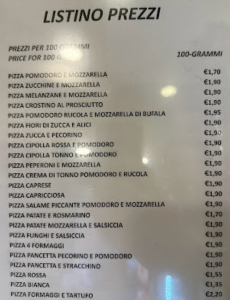 LISTINO PREZZI
PREZZI PER 100 GRAMMI
PRICE FOR 100 GRAMMI 100-GRAMMI
PIZZA POMODORO E MOZZARELLA €1,70
PIZZA ZUCCHINE E MOZZARELLA €1,90
PIZZA MELANZANE E MOZZARELLA €1,90
PIZZA CROSTINO AL PROSCIUTTO €1,90
PIZZA POMODORO RUCOLA E MOZZARELLA DI BUFALA €1,95
PIZZA FIORI DI ZUCCA E ALICI €1,90
PIZZA ZUCCA E PECORINO €1,90
PIZZA CIPOLLA ROSSA E POMODORO €1,90
PIZZA CIPOLLA TONNO E POMODORO €1,90
PIZZA PEPERONI E MOZZARELLA €1,90
PIZZA CREMA DI TONNO POMODORO E RUCOLA €1,90
PIZZA CAPRESE €1,90
PIZZA CAPRICCIOSA €1,90
PIZZA SALAME PICCANTE POMODORO E MOZZARELLA €1,90
PIZZA PATATE E ROSMARINO €1,70
PIZZA PATATE MOZZARELLA E SALSICCIA €1,90
PIZZA FUNGHI E SALSICCIA €1,90
PIZZA 4 FORMAGGI €1,90
PIZZA PANCETTA PECORINO E POMODORO €1,90
PIZZA PANCETTA E STRACCHINO €1,90
PIZZA ROSSA €1,55
PIZZA BIANCA €1,35
PIZZA FORMAGGI E TARTUFO €2,20